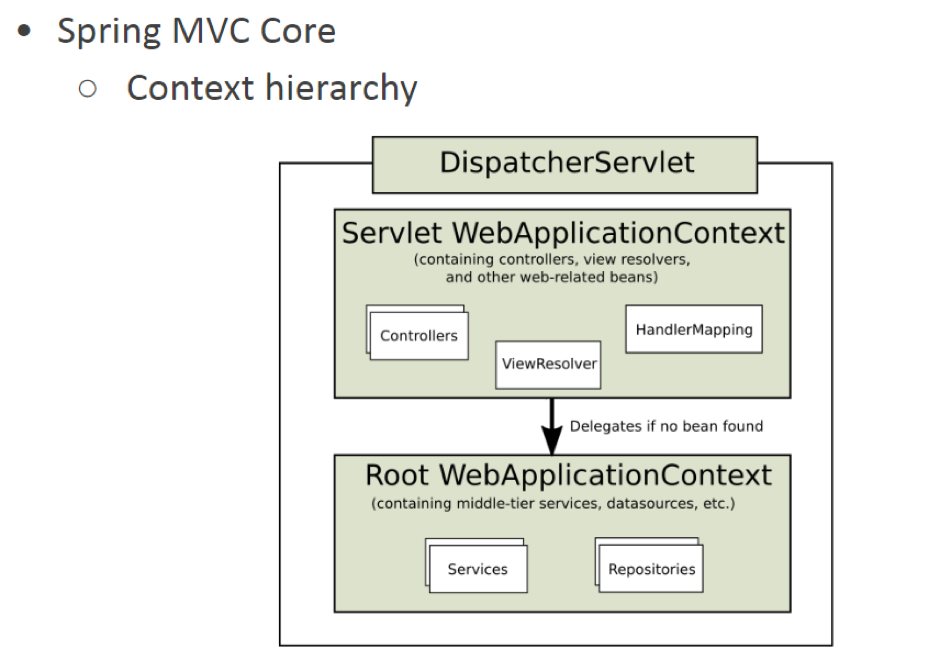 • Spring MVC Core
○ Context hierarchy
DispatcherServlet
Servlet WebApplicationContext
(containing controllers, view resolvers,
and other web-related beans)
Controllers
ViewResolver
HandlerMapping
Delegates if no bean found
Root WebApplicationContext
(containing middle-tier services, datasources, etc.)
Services
Repositories